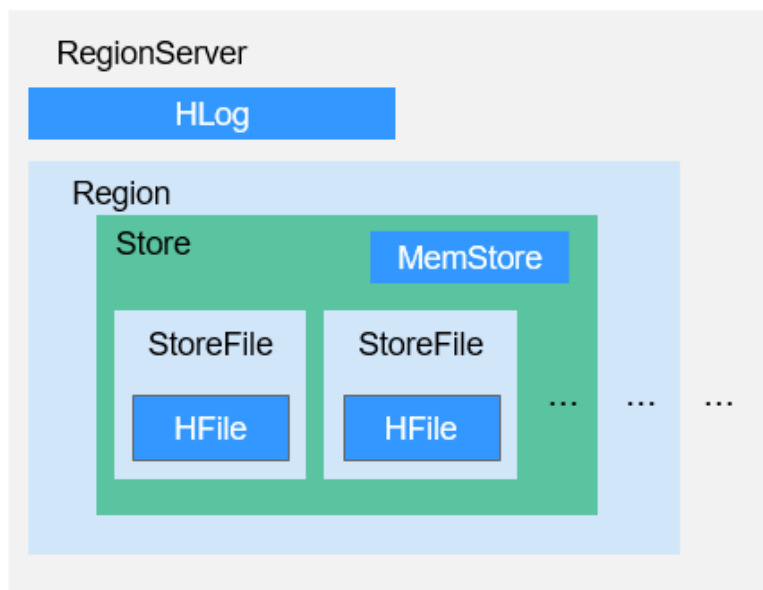 RegionServer
HLog
Region
Store
MemStore
StoreFile
StoreFile
HFile
HFile
... ... ...